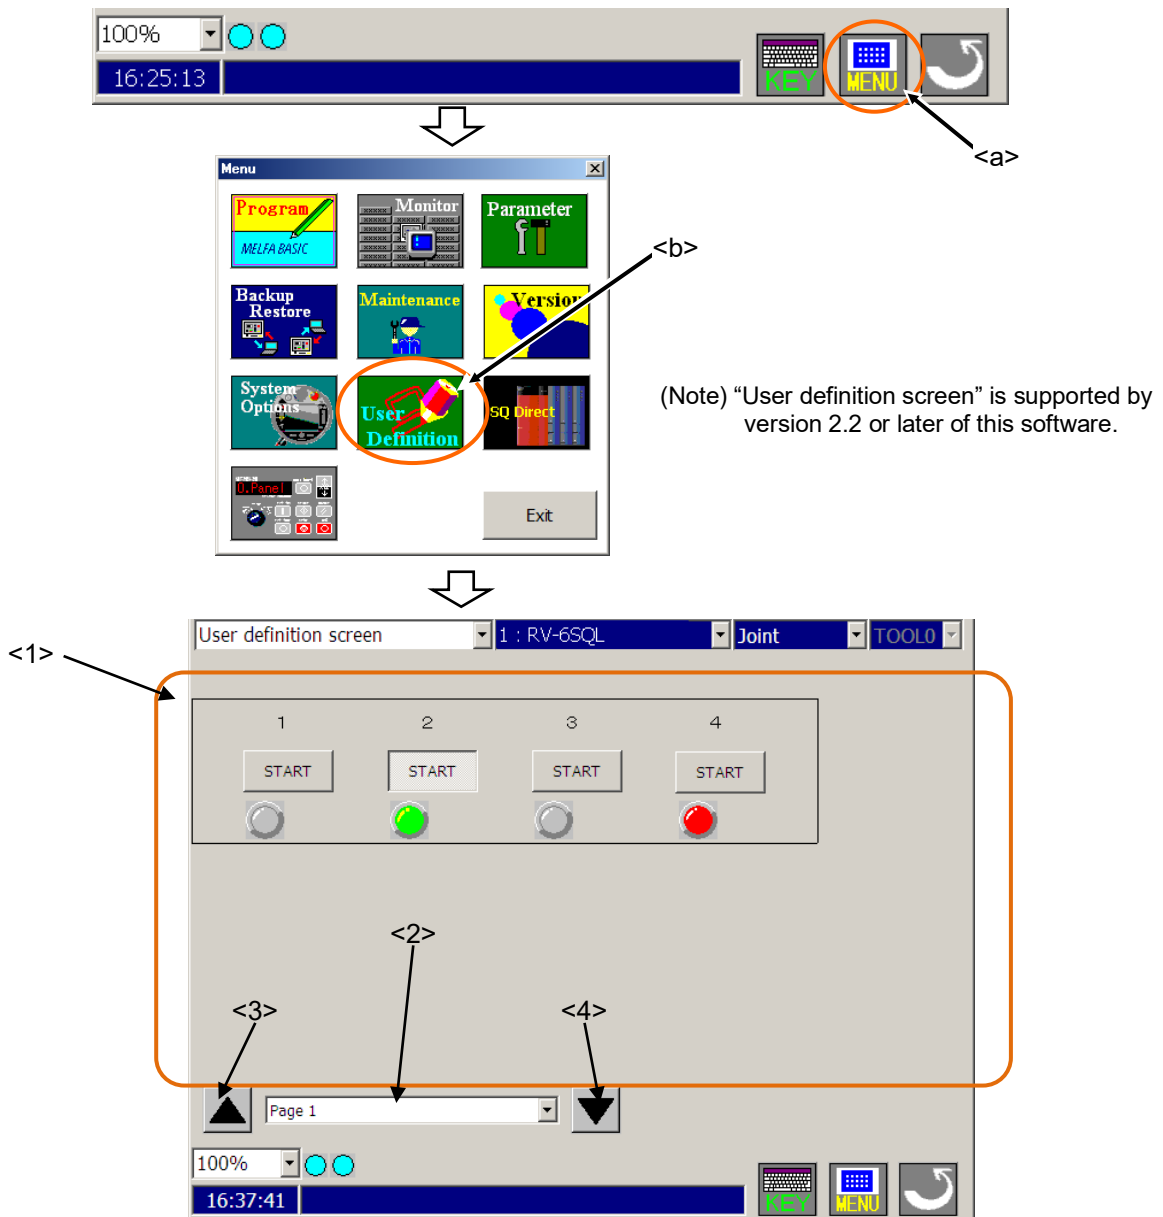 100%
16:25:13
KEY
MENU
<a>
Menu
Program
MELFA BASIC
Monitor
Parameter
<b>
Backup
Restore
Maintenance
Version
System
Options
User
Definition
SQ Direct
(Note) “User definition screen” is supported by
version 2.2 or later of this software.
O.Panel
Exit
User definition screen
1 : RV-6SQL
Joint
TOOL0
<1>
1 2 3 4
START START START START
<2>
<3>
<4>
Page 1
100%
16:37:41
KEY
MENU